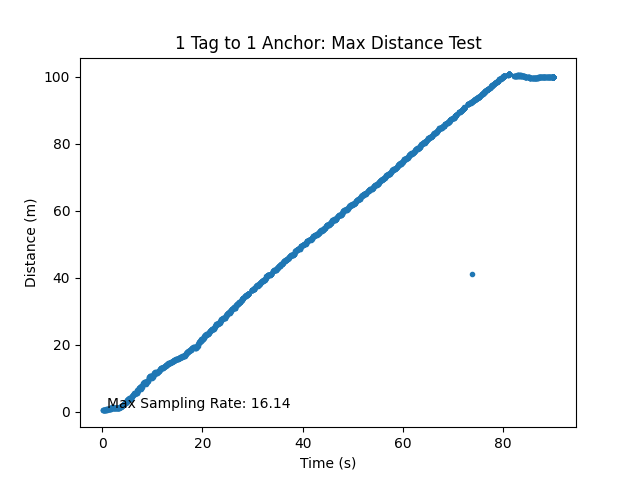 1 Tag to 1 Anchor: Max Distance Test
Distance (m)
100
80
60
40
20
0
Max Sampling Rate: 16.14
0 20 40 60 80
Time (s)